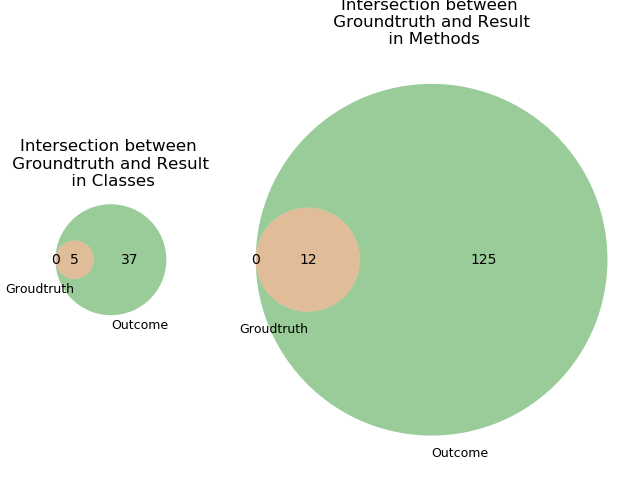 Intersection between
Groundtruth and Result
in Classes
0 5 37
Groudtruth
Outcome
Intersection between
Groundtruth and Result
in Methods
0 12 125
Groudtruth
Outcome